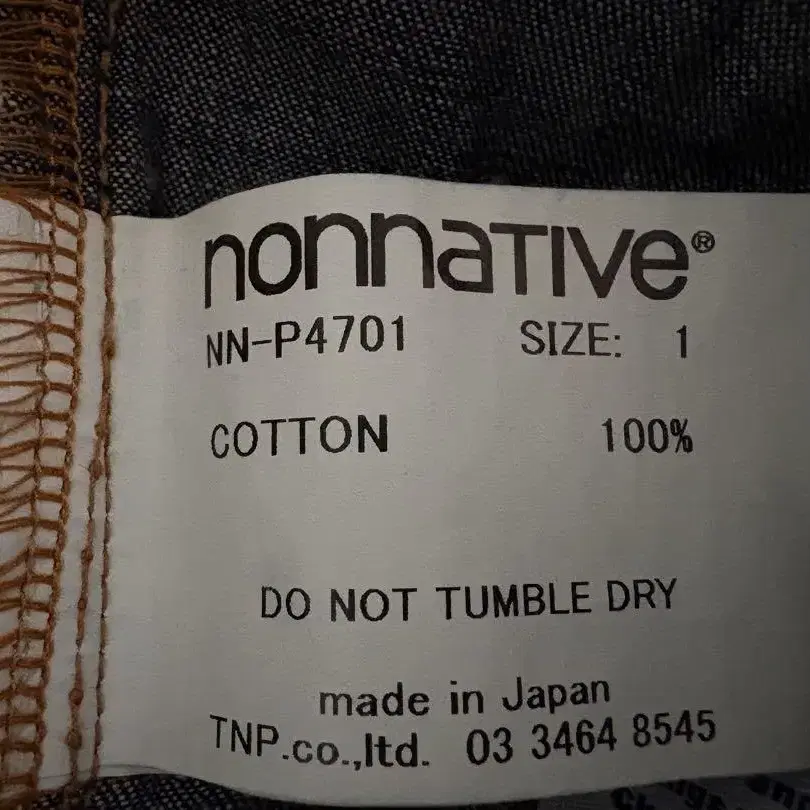 nonnative®
NN-P4701 SIZE: 1
COTTON 100%
DO NOT TUMBLE DRY
made in Japan
TNP.co.,ltd. 03 3464 8545